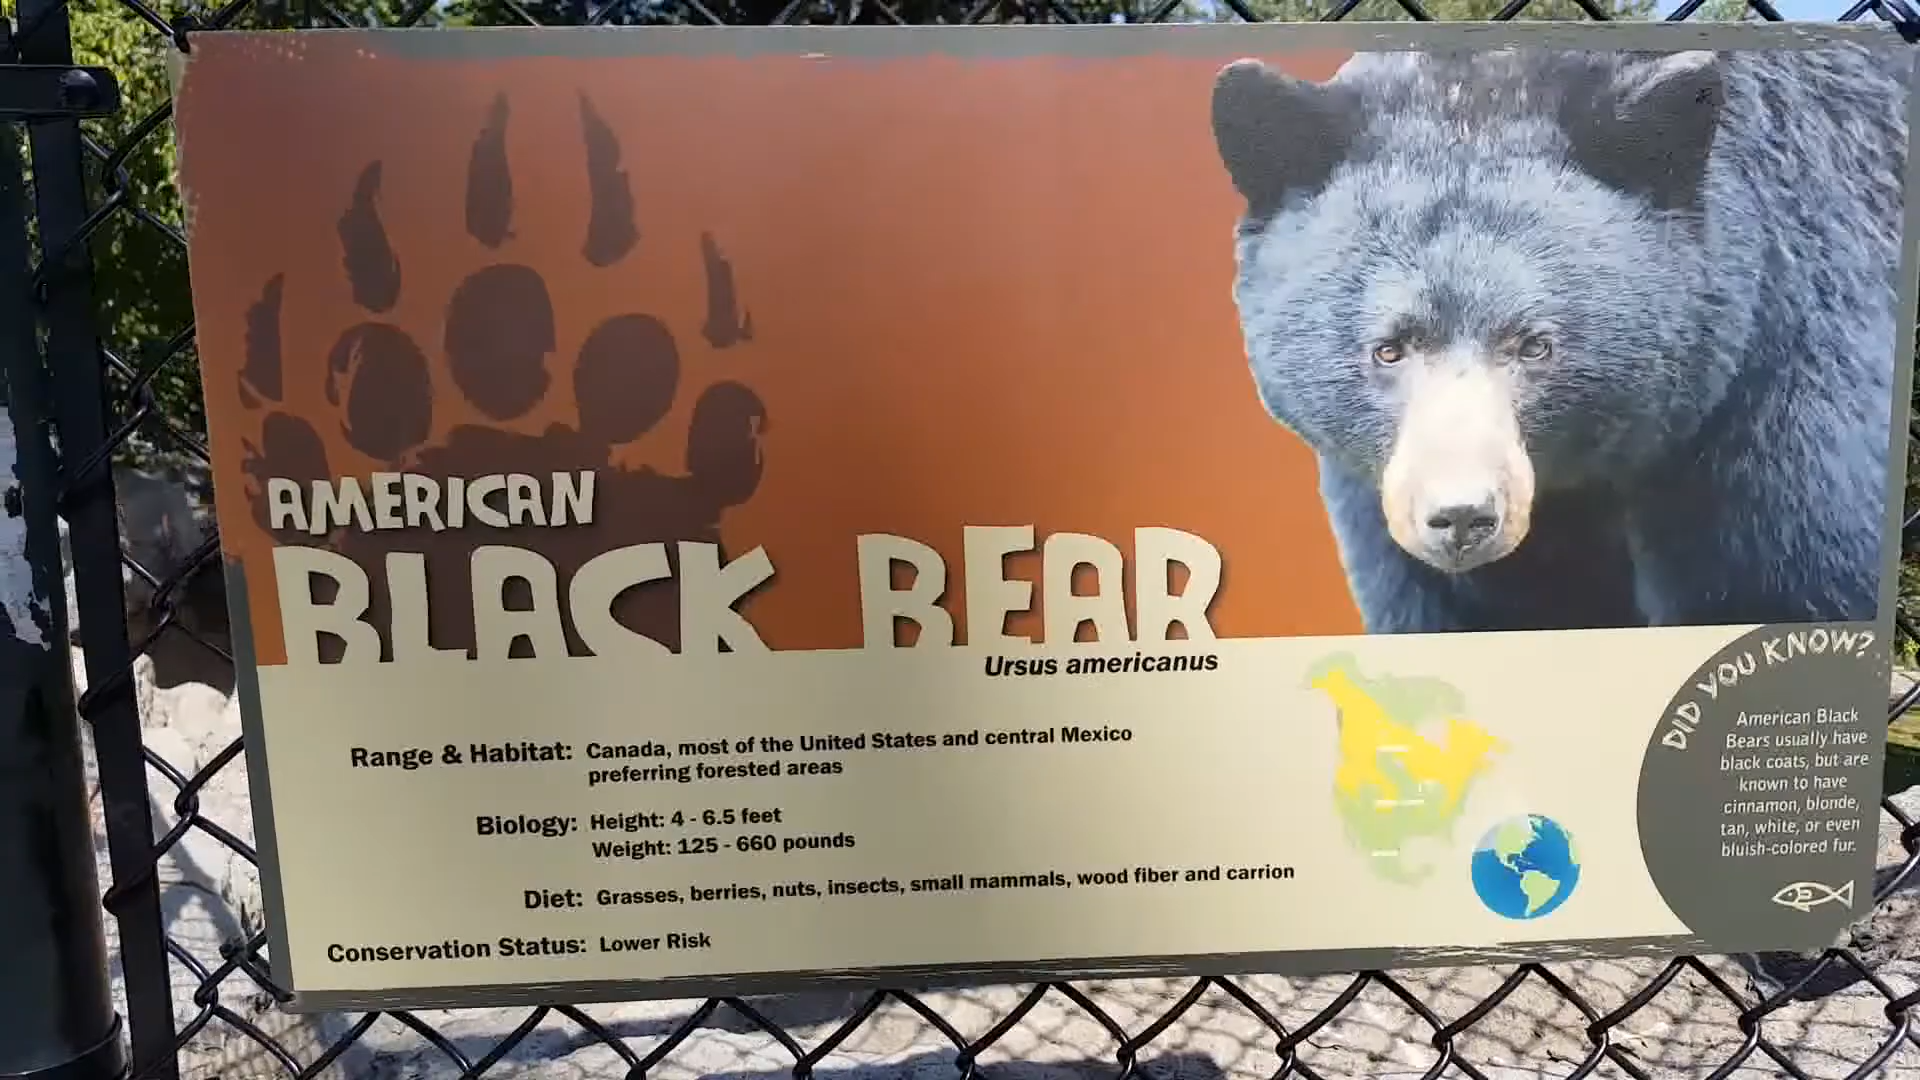 AMERICAN
BLACK BEAR
Ursus americanus
Range & Habitat: Canada, most of the United States and central Mexico
preferring forested areas
Biology: Height: 4 - 6.5 feet
Weight: 125 - 660 pounds
Diet: Grasses, berries, nuts, insects, small mammals, wood fiber and carrion
Conservation Status: Lower Risk
DID YOU KNOW?
American Black
Bears usually have
black coats, but are
known to have
cinnamon, blonde,
tan, white, or even
bluish-colored fur.